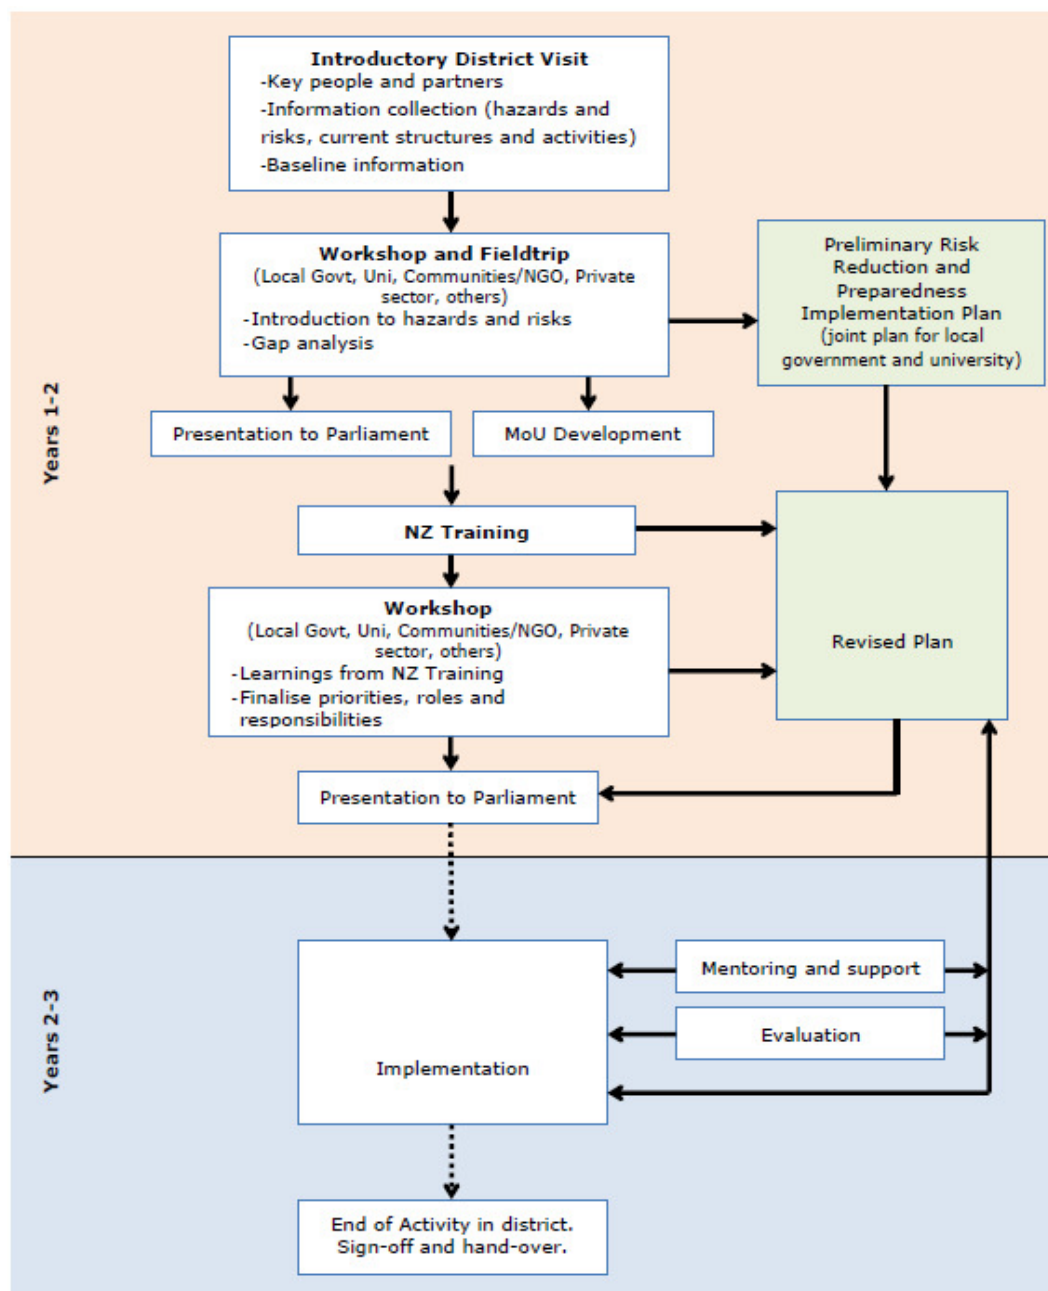 Introductory District Visit
-Key people and partners
-Information collection (hazards and
risks, current structures and activities)
-Baseline information
Workshop and Fieldtrip
(Local Govt, Uni, Communities/NGO, Private
sector, others)
-Introduction to hazards and risks
-Gap analysis
Preliminary Risk
Reduction and
Preparedness
Implementation Plan
(joint plan for local
government and university)
Years 1-2
Presentation to Parliament
MoU Development
NZ Training
Workshop
(Local Govt, Uni, Communities/NGO, Private
sector, others)
-Learnings from NZ Training
-Finalise priorities, roles and
responsibilities
Revised Plan
Presentation to Parliament
Years 2-3
Mentoring and support
Evaluation
Implementation
End of Activity in district.
Sign-off and hand-over.